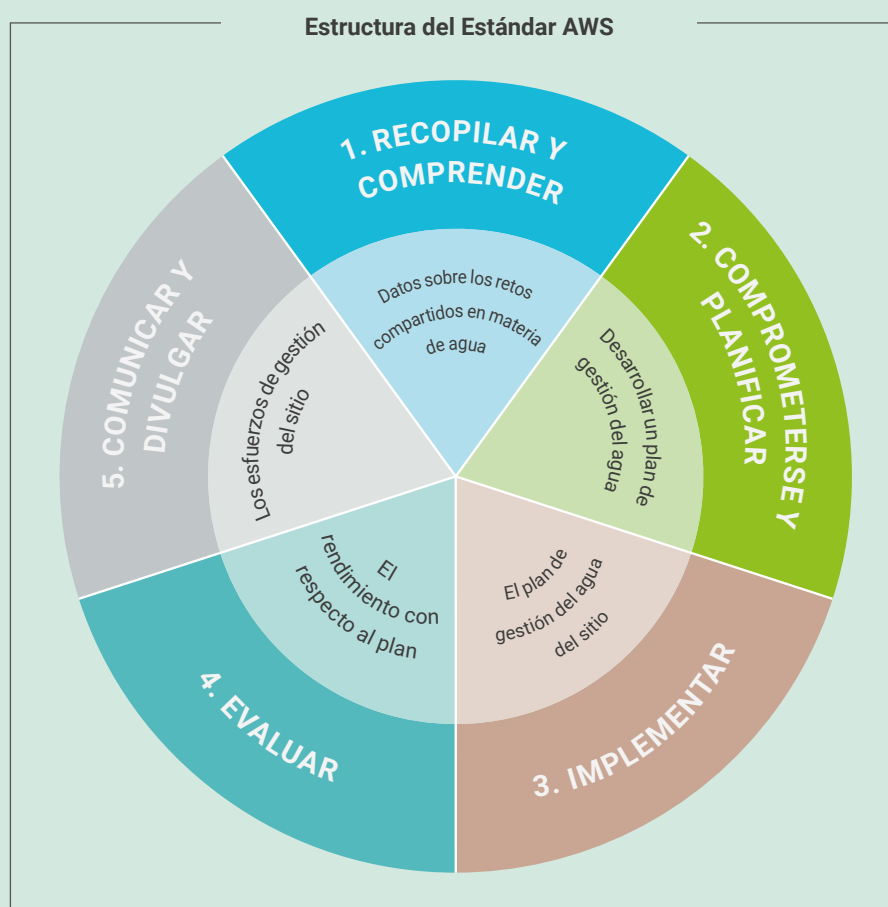 Estructura del Estándar AWS
1. RECOPILAR Y
COMPRENDER
Datos sobre los retos
compartidos en materia
de agua
2. COMPROMETERSE Y
PLANIFICAR
Desarrollar un plan de
gestión del agua
3. IMPLEMENTAR
El plan de
gestión del agua
del sitio
4. EVALUAR
El
rendimiento con
respecto al plan
5. COMUNICAR Y
DIVULGAR
Los esfuerzos de gestión
del sitio